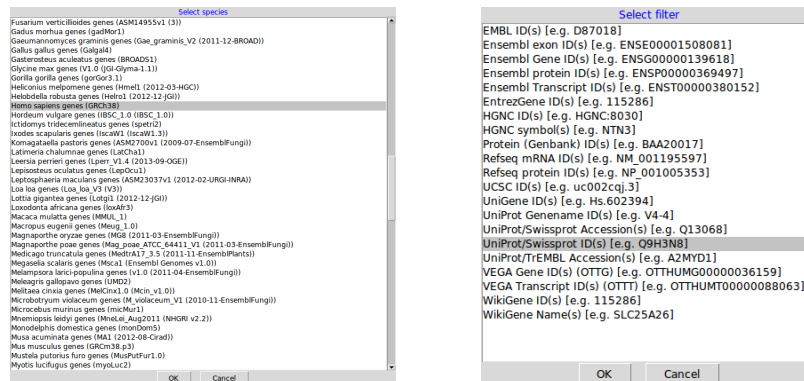 Select species
Fusarium verticillioides genes (ASM14955v1 (3))
Gadus morhua genes (gadMor1)
Gaeumannomyces graminis genes (Gae_graminis_V2 (2011-12-BROAD))
Gallus gallus genes (Galgal4)
Gasterosteus aculeatus genes (BROADS1)
Glycine max genes (V1.0 (JGI-Glyma-1.1))
Gorilla gorilla genes (gorGor3.1)
Heliconius melpomene genes (Hmel1 (2012-03-HGC))
Helobdella robusta genes (Helro1 (2012-12-JGI))
Homo sapiens genes (GRCh38)
Hordeum vulgare genes (IBSC_1.0 (IBSC_1.0))
Ictidomys tridecemlineatus genes (spetri2)
Ixodes scapularis genes (IscaW1 (IscaW1.3))
Komagataella pastoris genes (ASM2700v1 (2009-07-EnsemblFungi))
Latimeria chalumnae genes (LatCha1)
Leersia perrieri genes (Lperr_V1.4 (2013-09-OGE))
Lepisosteus oculatus genes (LepOcu1)
Leptosphaeria maculans genes (ASM23037v1 (2012-02-URGI-INRA))
Loa loa genes (Loa_loa_V3 (V3))
Lottia gigantea genes (Lotgi1 (2012-12-JGI))
Loxodonta africana genes (loxAfr3)
Macaca mulatta genes (MMUL_1)
Macropus eugenii genes (Meug_1.0)
Magnaporthe oryzae genes (MG8 (2011-03-EnsemblFungi))
Magnaporthe poae genes (Mag_poae_ATCC_64411_V1 (2011-03-EnsemblFungi))
Medicago truncatula genes (MedtrA17_3.5 (2011-11-EnsemblPlants))
Megaselia scalaris genes (Msca1 (Ensembl Genomes v1.0))
Melampsora larici-populina genes (v1.0 (2011-04-EnsemblFungi))
Meleagris gallopavo genes (UMD2)
Melitaea cinxia genes (MelCinx1.0 (Mcin_v1.0))
Microbotryum violaceum genes (M_violaceum_V1 (2010-11-EnsemblFungi))
Microcebus murinus genes (micMur1)
Mnemiopsis leidyi genes (MneLei_Aug2011 (NHGRI v2.2))
Monodelphis domestica genes (monDom5)
Musa acuminata genes (MA1 (2012-08-Cirad))
Mus musculus genes (GRCm38.p3)
Mustela putorius furo genes (MusPutFur1.0)
Myotis lucifugus genes (myoLuc2)
OK Cancel
Select filter
EMBL ID(s) [e.g. D87018]
Ensembl exon ID(s) [e.g. ENSE00001508081]
Ensembl Gene ID(s) [e.g. ENSG00000139618]
Ensembl protein ID(s) [e.g. ENSP00000369497]
Ensembl Transcript ID(s) [e.g. ENST00000380152]
EntrezGene ID(s) [e.g. 115286]
HGNC ID(s) [e.g. HGNC:8030]
HGNC symbol(s) [e.g. NTN3]
Protein (Genbank) ID(s) [e.g. BAA20017]
Refseq mRNA ID(s) [e.g. NM_001195597]
Refseq protein ID(s) [e.g. NP_001005353]
UCSC ID(s) [e.g. uc002cqj.3]
UniGene ID(s) [e.g. Hs.602394]
UniProt Genename ID(s) [e.g. V4-4]
UniProt/Swissprot Accession(s) [e.g. Q13068]
UniProt/Swissprot ID(s) [e.g. Q9H3N8]
UniProt/TrEMBL Accession(s) [e.g. A2MYD1]
VEGA Gene ID(s) (OTTG) [e.g. OTTHUMG00000036159]
VEGA Transcript ID(s) (OTTT) [e.g. OTTHUMT00000088063]
WikiGene ID(s) [e.g. 115286]
WikiGene Name(s) [e.g. SLC25A26]
OK Cancel